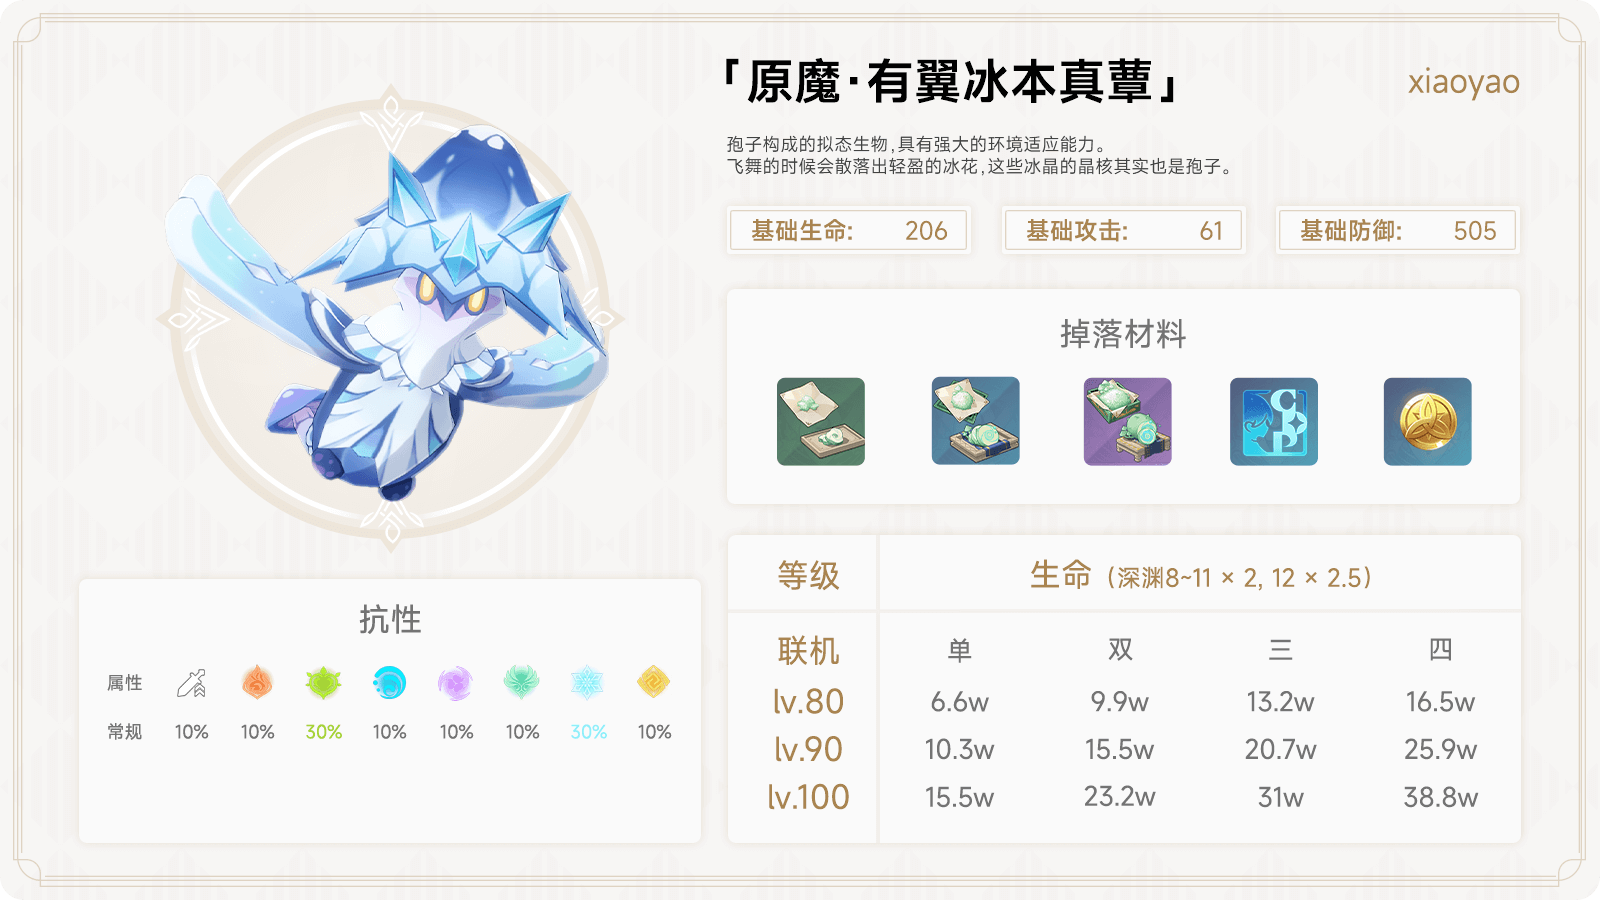 「原魔·有翼冰本真蕈」
xiaoyao
孢子构成的拟态生物,具有强大的环境适应能力。
飞舞的时候会散落出轻盈的冰花,这些冰晶的晶核其实也是孢子。
基础生命: 206
基础攻击: 61
基础防御: 505
掉落材料
抗性
属性
常规 10% 10% 30% 10% 10% 10% 30% 10%
等级 生命 (深渊8~11 × 2, 12 × 2.5)
联机 单 双 三 四
lv.80 6.6w 9.9w 13.2w 16.5w
lv.90 10.3w 15.5w 20.7w 25.9w
lv.100 15.5w 23.2w 31w 38.8w